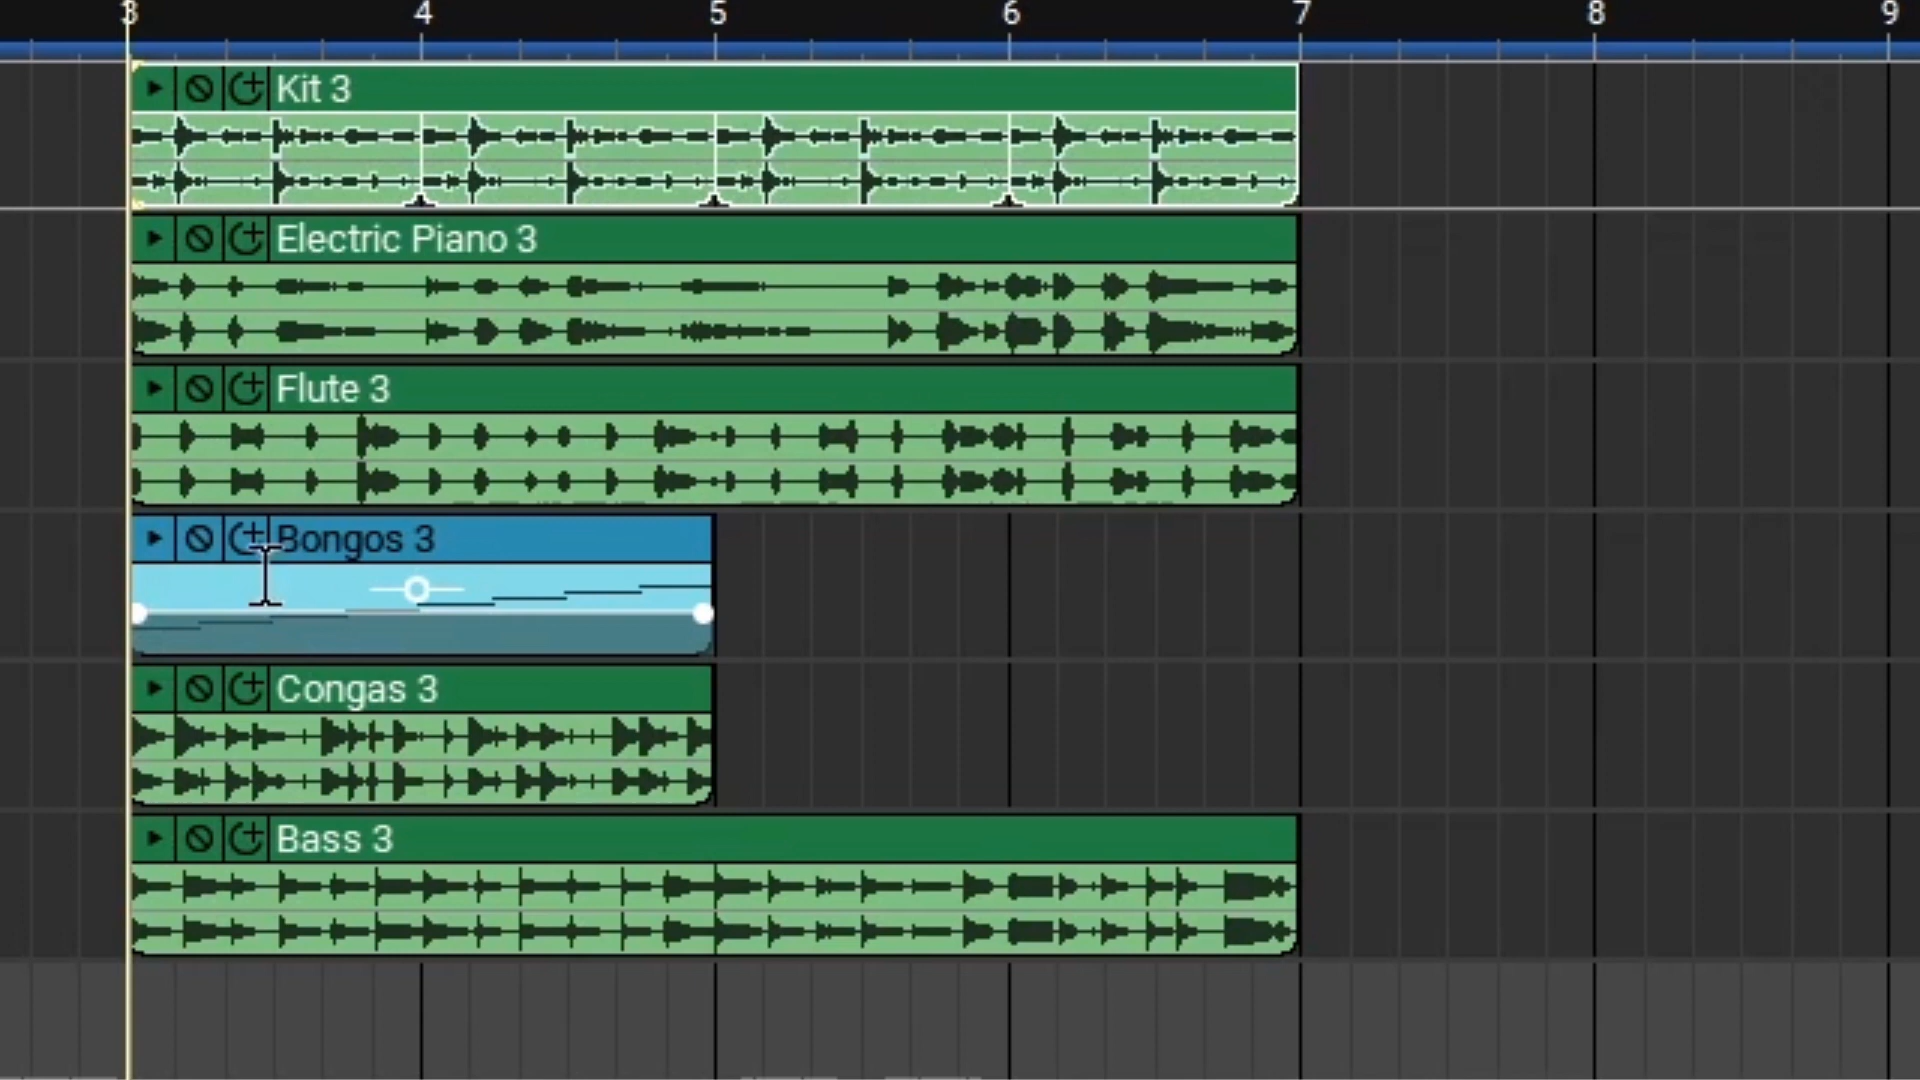 3 4 5 6 7 8 9
Kit 3
Electric Piano 3
Flute 3
Bongos 3
Congas 3
Bass 3